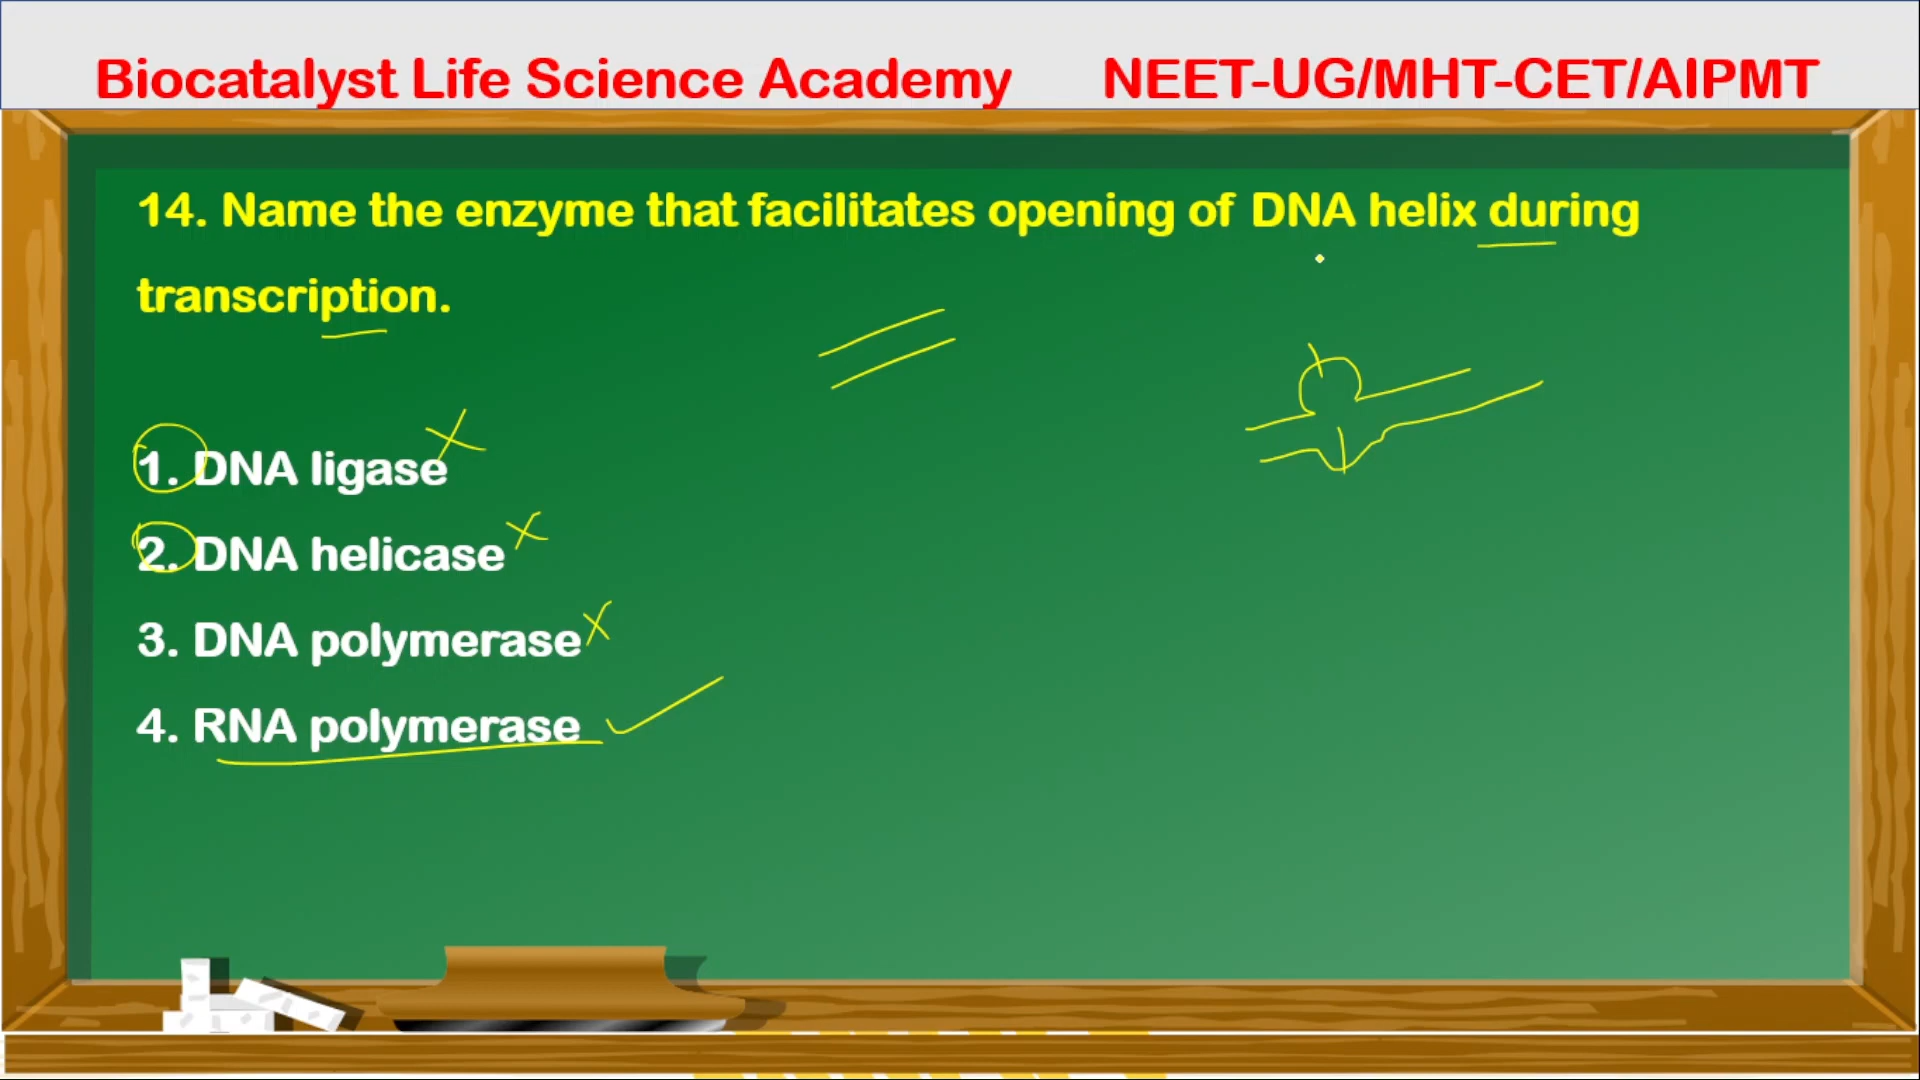 Biocatalyst Life Science Academy NEET-UG/MHT-CET/AIPMT
14. Name the enzyme that facilitates opening of DNA helix during
transcription.
1. DNA ligase
2. DNA helicase
3. DNA polymerase
4. RNA polymerase